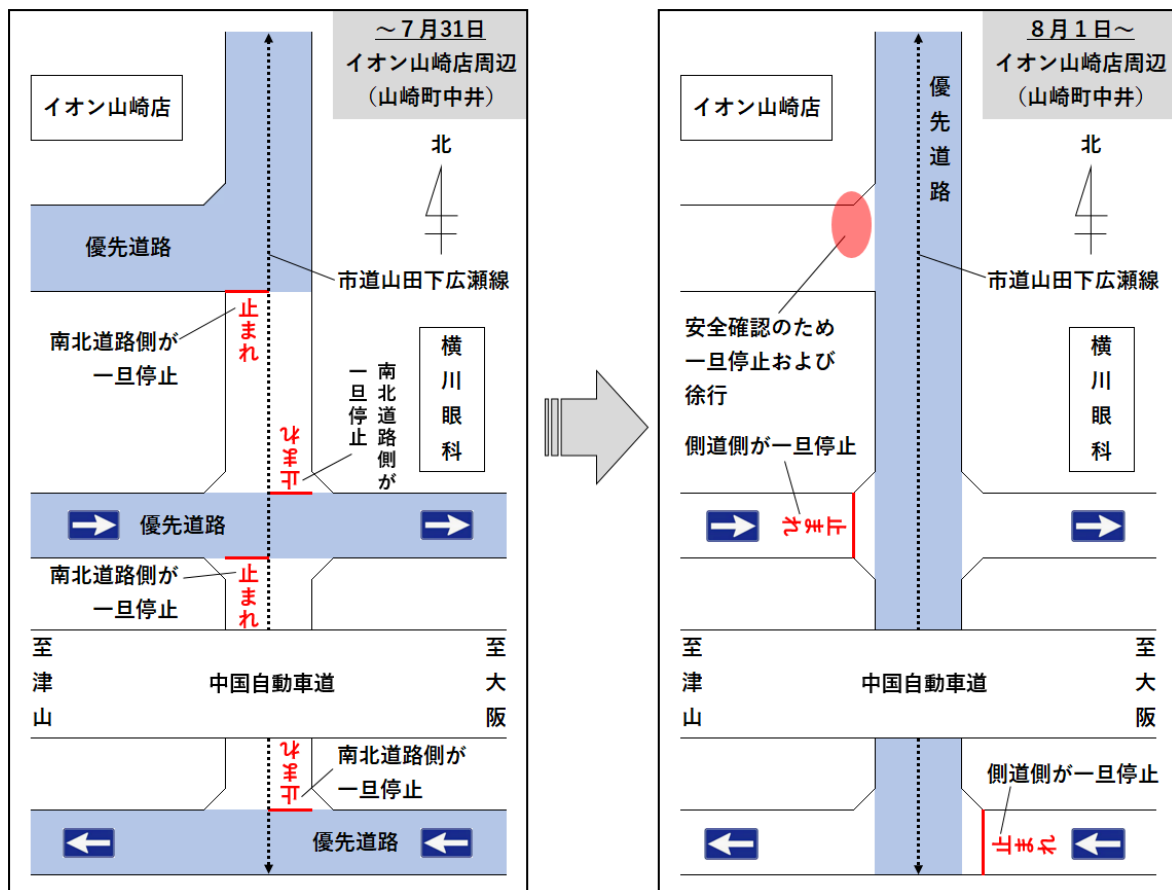 ～７月31日
イオン山崎店周辺
（山崎町中井）
イオン山崎店
北
優先道路
市道山田下広瀬線
止まれ
南北道路側が
一旦停止
横川眼科
南北道路側が
一旦停止
止まれ
優先道路
南北道路側が
一旦停止
止まれ
至津山
中国自動車道
至大阪
止まれ
南北道路側が
一旦停止
優先道路
８月１日～
イオン山崎店周辺
（山崎町中井）
イオン山崎店
優先道路
北
市道山田下広瀬線
安全確認のため
一旦停止および
徐行
横川眼科
側道側が一旦停止
止まれ
至津山
中国自動車道
至大阪
側道側が一旦停止
止まれ